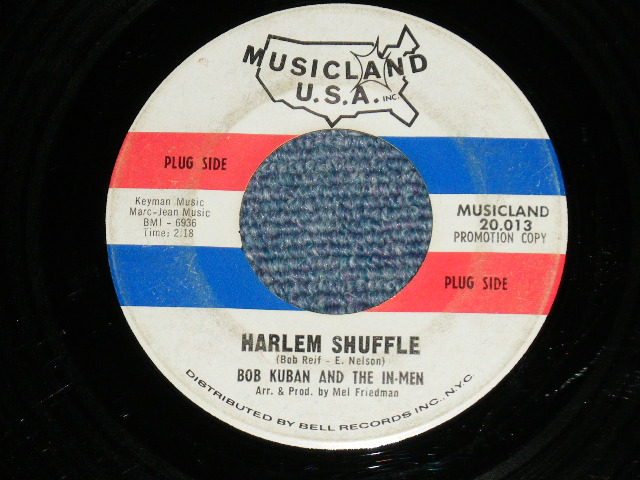 MUSICLAND
U.S.A. INC.
PLUG SIDE
Keyman Music
Marc-Jean Music
BMI - 6936
Time: 2:18
MUSICLAND
20.013
PROMOTION COPY
PLUG SIDE
HARLEM SHUFFLE
(Bob Reif - E. Nelson)
BOB KUBAN AND THE IN-MEN
Arr. & Prod. by Mel Friedman
DISTRIBUTED BY BELL RECORDS INC., N.Y.C.